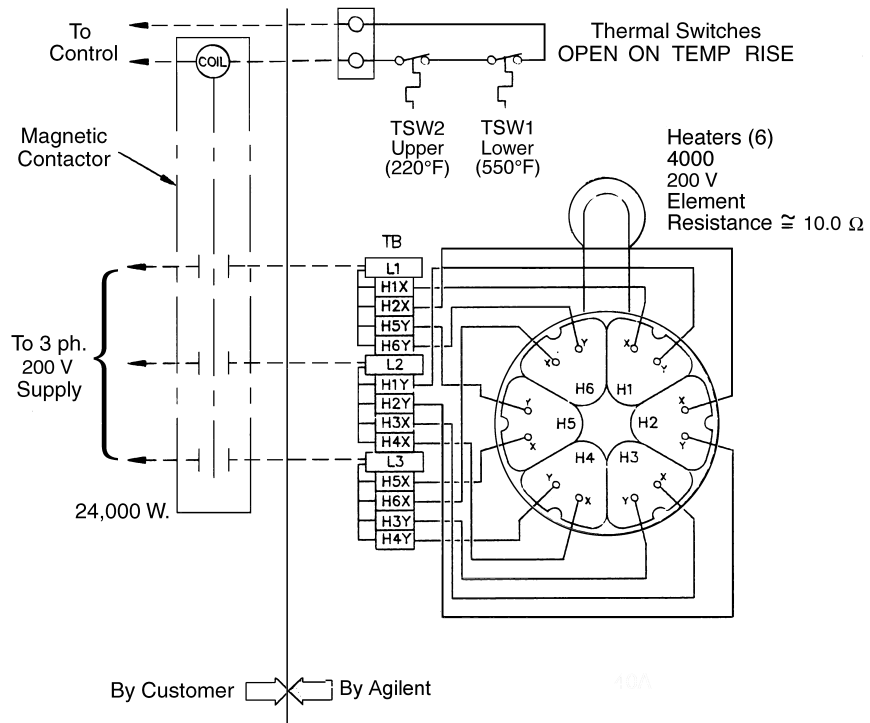 To
Control
COIL
Thermal Switches
OPEN ON TEMP RISE
Magnetic
Contactor
TSW2
Upper
(220°F)
TSW1
Lower
(550°F)
Heaters (6)
4000
200 V
Element
Resistance ≅ 10.0 Ω
TB
L1
H1X
H2X
H5Y
H6Y
L2
H1Y
H2Y
H3X
H4X
L3
H5X
H6X
H3Y
H4Y
To 3 ph.
200 V
Supply
24,000 W.
X
Y
H6
X
Y
H1
Y
X
H5
X
Y
H2
Y
X
H4
Y
X
H3
By Customer
By Agilent